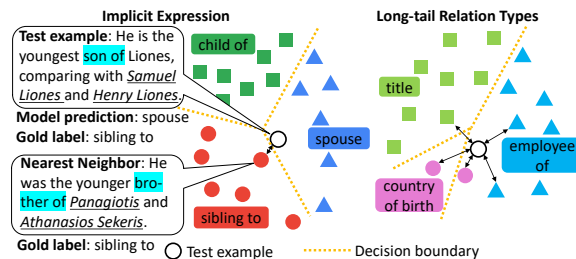 Implicit Expression
Test example: He is the
youngest son of Liones,
comparing with Samuel
Liones and Henry Liones.
Model prediction: spouse
Gold label: sibling to
Nearest Neighbor: He
was the younger bro-
ther of Panagiotis and
Athanasios Sekeris.
Gold label: sibling to
child of
spouse
sibling to
Long-tail Relation Types
title
employee
of
country
of birth
Test example
Decision boundary